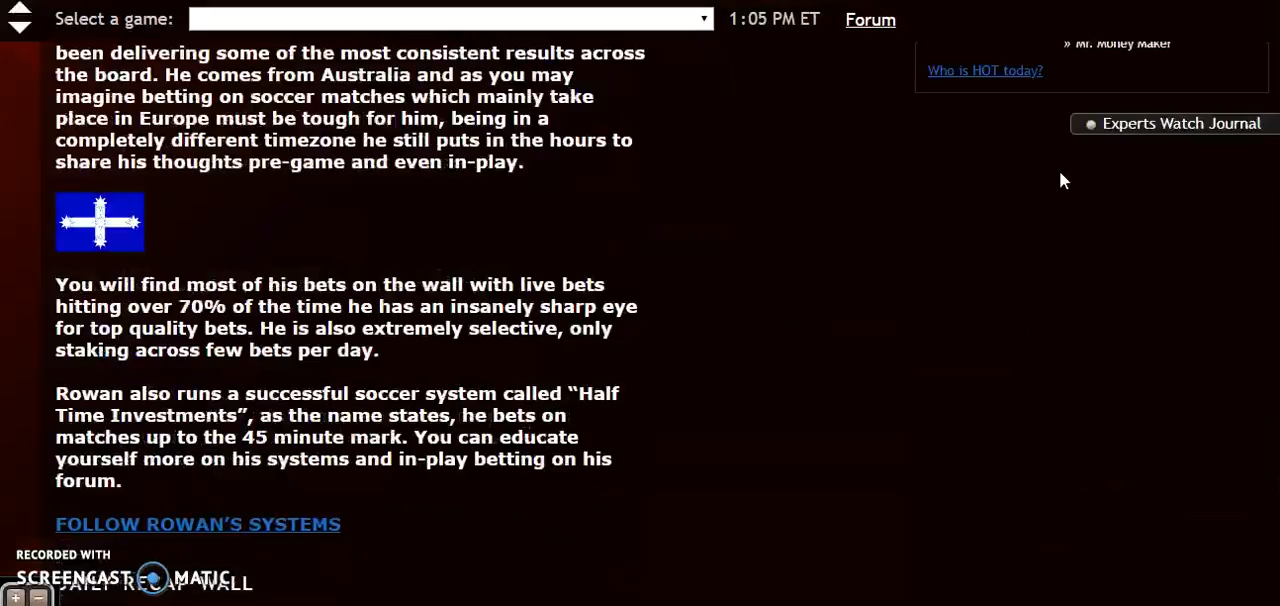 Select a game:
1:05 PM ET
Forum
» Mr. Money Maker
Who is HOT today?
Experts Watch Journal
been delivering some of the most consistent results across
the board. He comes from Australia and as you may
imagine betting on soccer matches which mainly take
place in Europe must be tough for him, being in a
completely different timezone he still puts in the hours to
share his thoughts pre-game and even in-play.
You will find most of his bets on the wall with live bets
hitting over 70% of the time he has an insanely sharp eye
for top quality bets. He is also extremely selective, only
staking across few bets per day.
Rowan also runs a successful soccer system called “Half
Time Investments”, as the name states, he bets on
matches up to the 45 minute mark. You can educate
yourself more on his systems and in-play betting on his
forum.
FOLLOW ROWAN’S SYSTEMS
RECORDED WITH
SCREENCAST MATIC
DAILY RECAP WALL